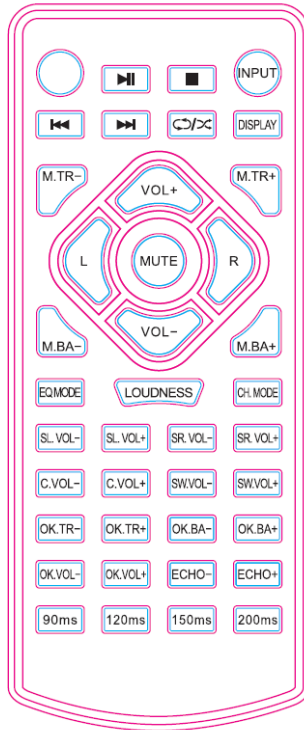 INPUT
DISPLAY
M.TR− M.TR+
VOL+
L MUTE R
VOL−
M.BA− M.BA+
EQ.MODE LOUDNESS CH. MODE
SL. VOL− SL. VOL+ SR. VOL− SR. VOL+
C.VOL− C.VOL+ SW.VOL− SW.VOL+
OK.TR− OK.TR+ OK.BA− OK.BA+
OK.VOL− OK.VOL+ ECHO− ECHO+
90ms 120ms 150ms 200ms